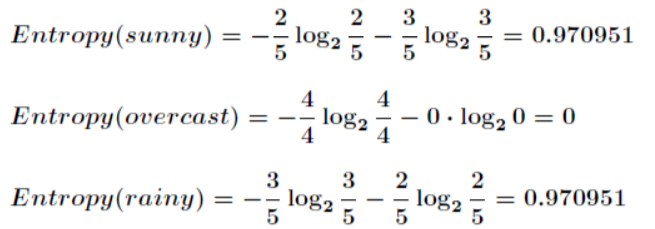 Entropy(sunny) = −2/5 log₂ 2/5 − 3/5 log₂ 3/5 = 0.970951
Entropy(overcast) = −4/4 log₂ 4/4 − 0 · log₂ 0 = 0
Entropy(rainy) = −3/5 log₂ 3/5 − 2/5 log₂ 2/5 = 0.970951